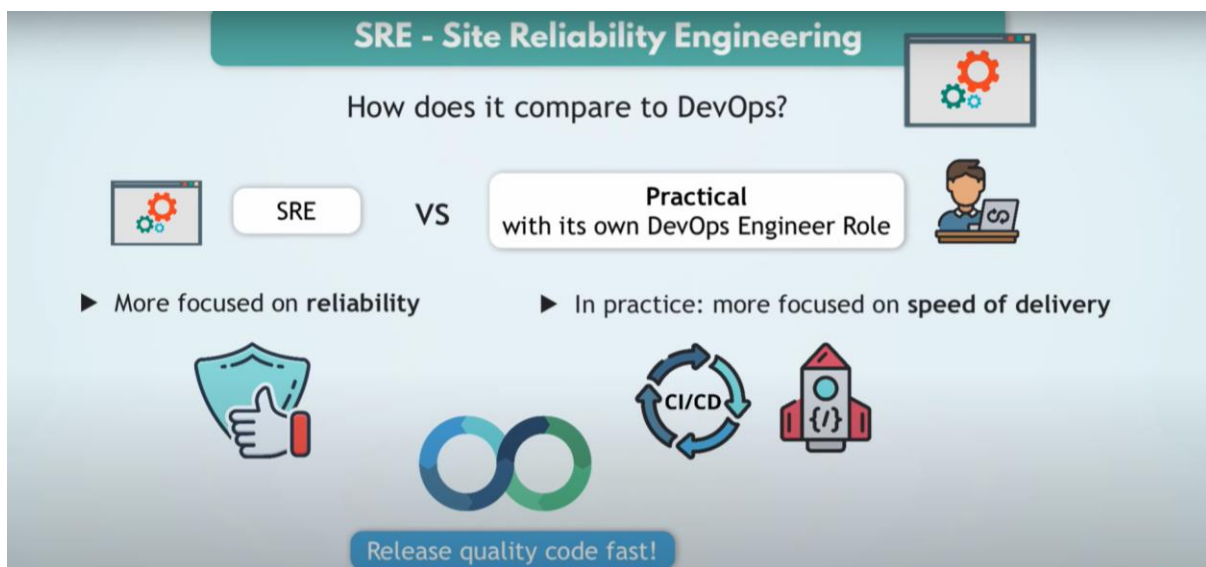 SRE - Site Reliability Engineering
How does it compare to DevOps?
SRE
VS
Practical
with its own DevOps Engineer Role
▶ More focused on reliability
▶ In practice: more focused on speed of delivery
CI/CD
{/}
Release quality code fast!